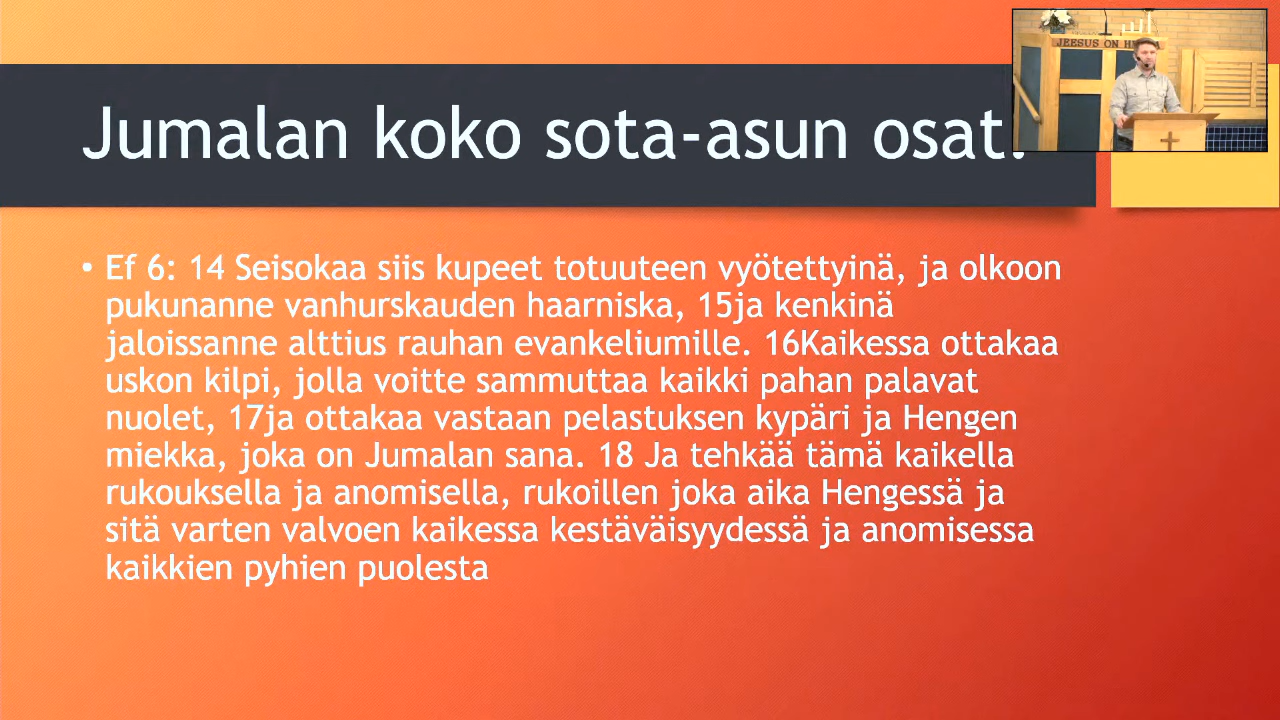 Jumalan koko sota-asun osat:
• Ef 6: 14 Seisokaa siis kupeet totuuteen vyötettyinä, ja olkoon
pukunanne vanhurskauden haarniska, 15ja kenkinä
jaloissanne alttius rauhan evankeliumille. 16Kaikessa ottakaa
uskon kilpi, jolla voitte sammuttaa kaikki pahan palavat
nuolet, 17ja ottakaa vastaan pelastuksen kypäri ja Hengen
miekka, joka on Jumalan sana. 18 Ja tehkää tämä kaikella
rukouksella ja anomisella, rukoillen joka aika Hengessä ja
sitä varten valvoen kaikessa kestäväisyydessä ja anomisessa
kaikkien pyhien puolesta
JEESUS ON